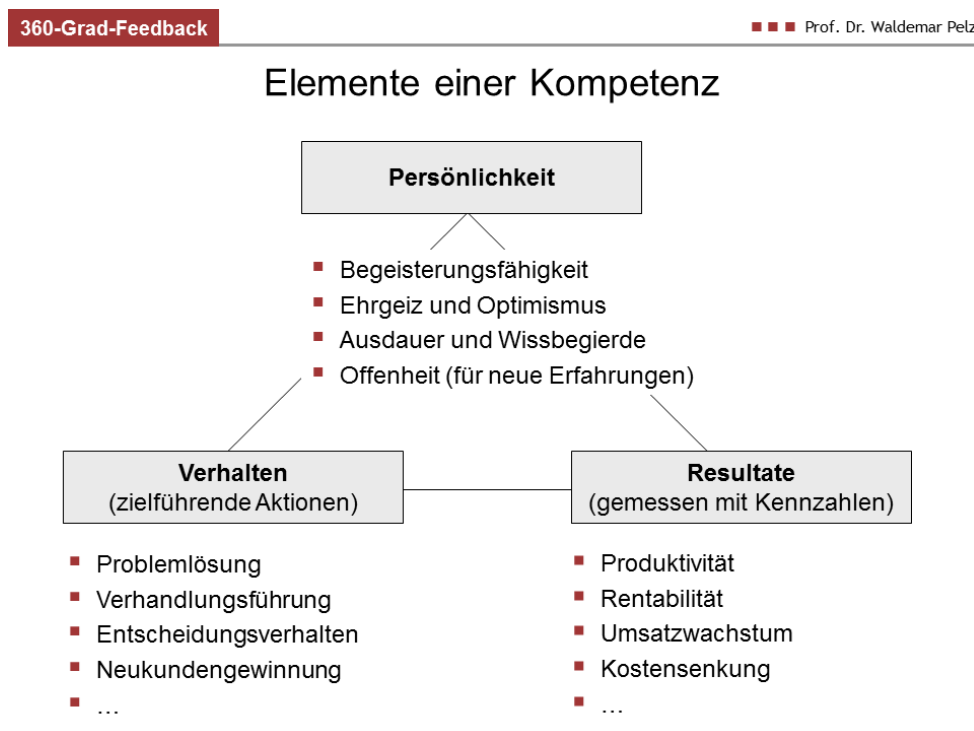 360-Grad-Feedback
Prof. Dr. Waldemar Pelz
Elemente einer Kompetenz
Persönlichkeit
Begeisterungsfähigkeit
Ehrgeiz und Optimismus
Ausdauer und Wissbegierde
Offenheit (für neue Erfahrungen)
Verhalten
(zielführende Aktionen)
Problemlösung
Verhandlungsführung
Entscheidungsverhalten
Neukundengewinnung
…
Resultate
(gemessen mit Kennzahlen)
Produktivität
Rentabilität
Umsatzwachstum
Kostensenkung
…